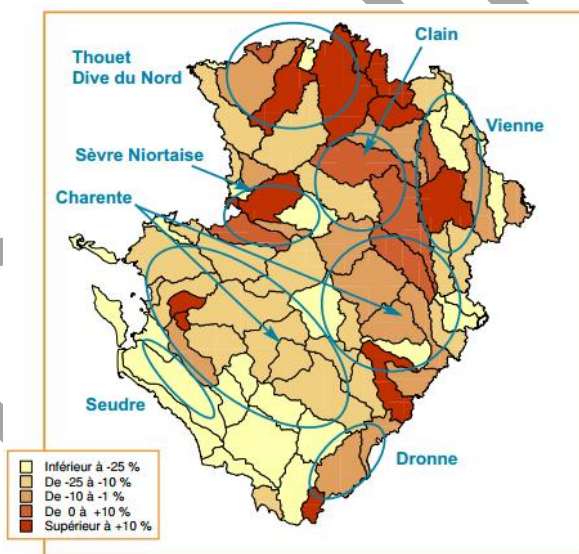 Thouet
Dive du Nord
Clain
Vienne
Sèvre Niortaise
Charente
Seudre
Dronne
Inférieur à -25 %
De -25 à -10 %
De -10 à -1 %
De 0 à +10 %
Supérieur à +10 %